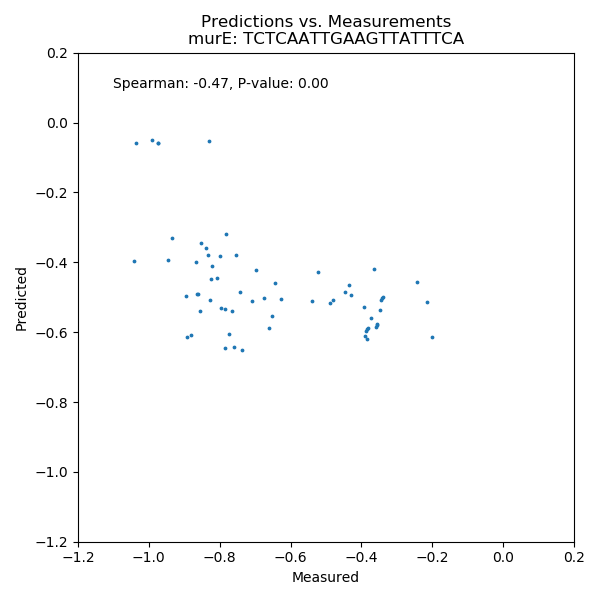 Predictions vs. Measurements
murE: TCTCAATTGAAGTTATTTCA
Spearman: -0.47, P-value: 0.00
0.2
0.0
−0.2
−0.4
−0.6
−0.8
−1.0
−1.2
Predicted
−1.2 −1.0 −0.8 −0.6 −0.4 −0.2 0.0 0.2
Measured